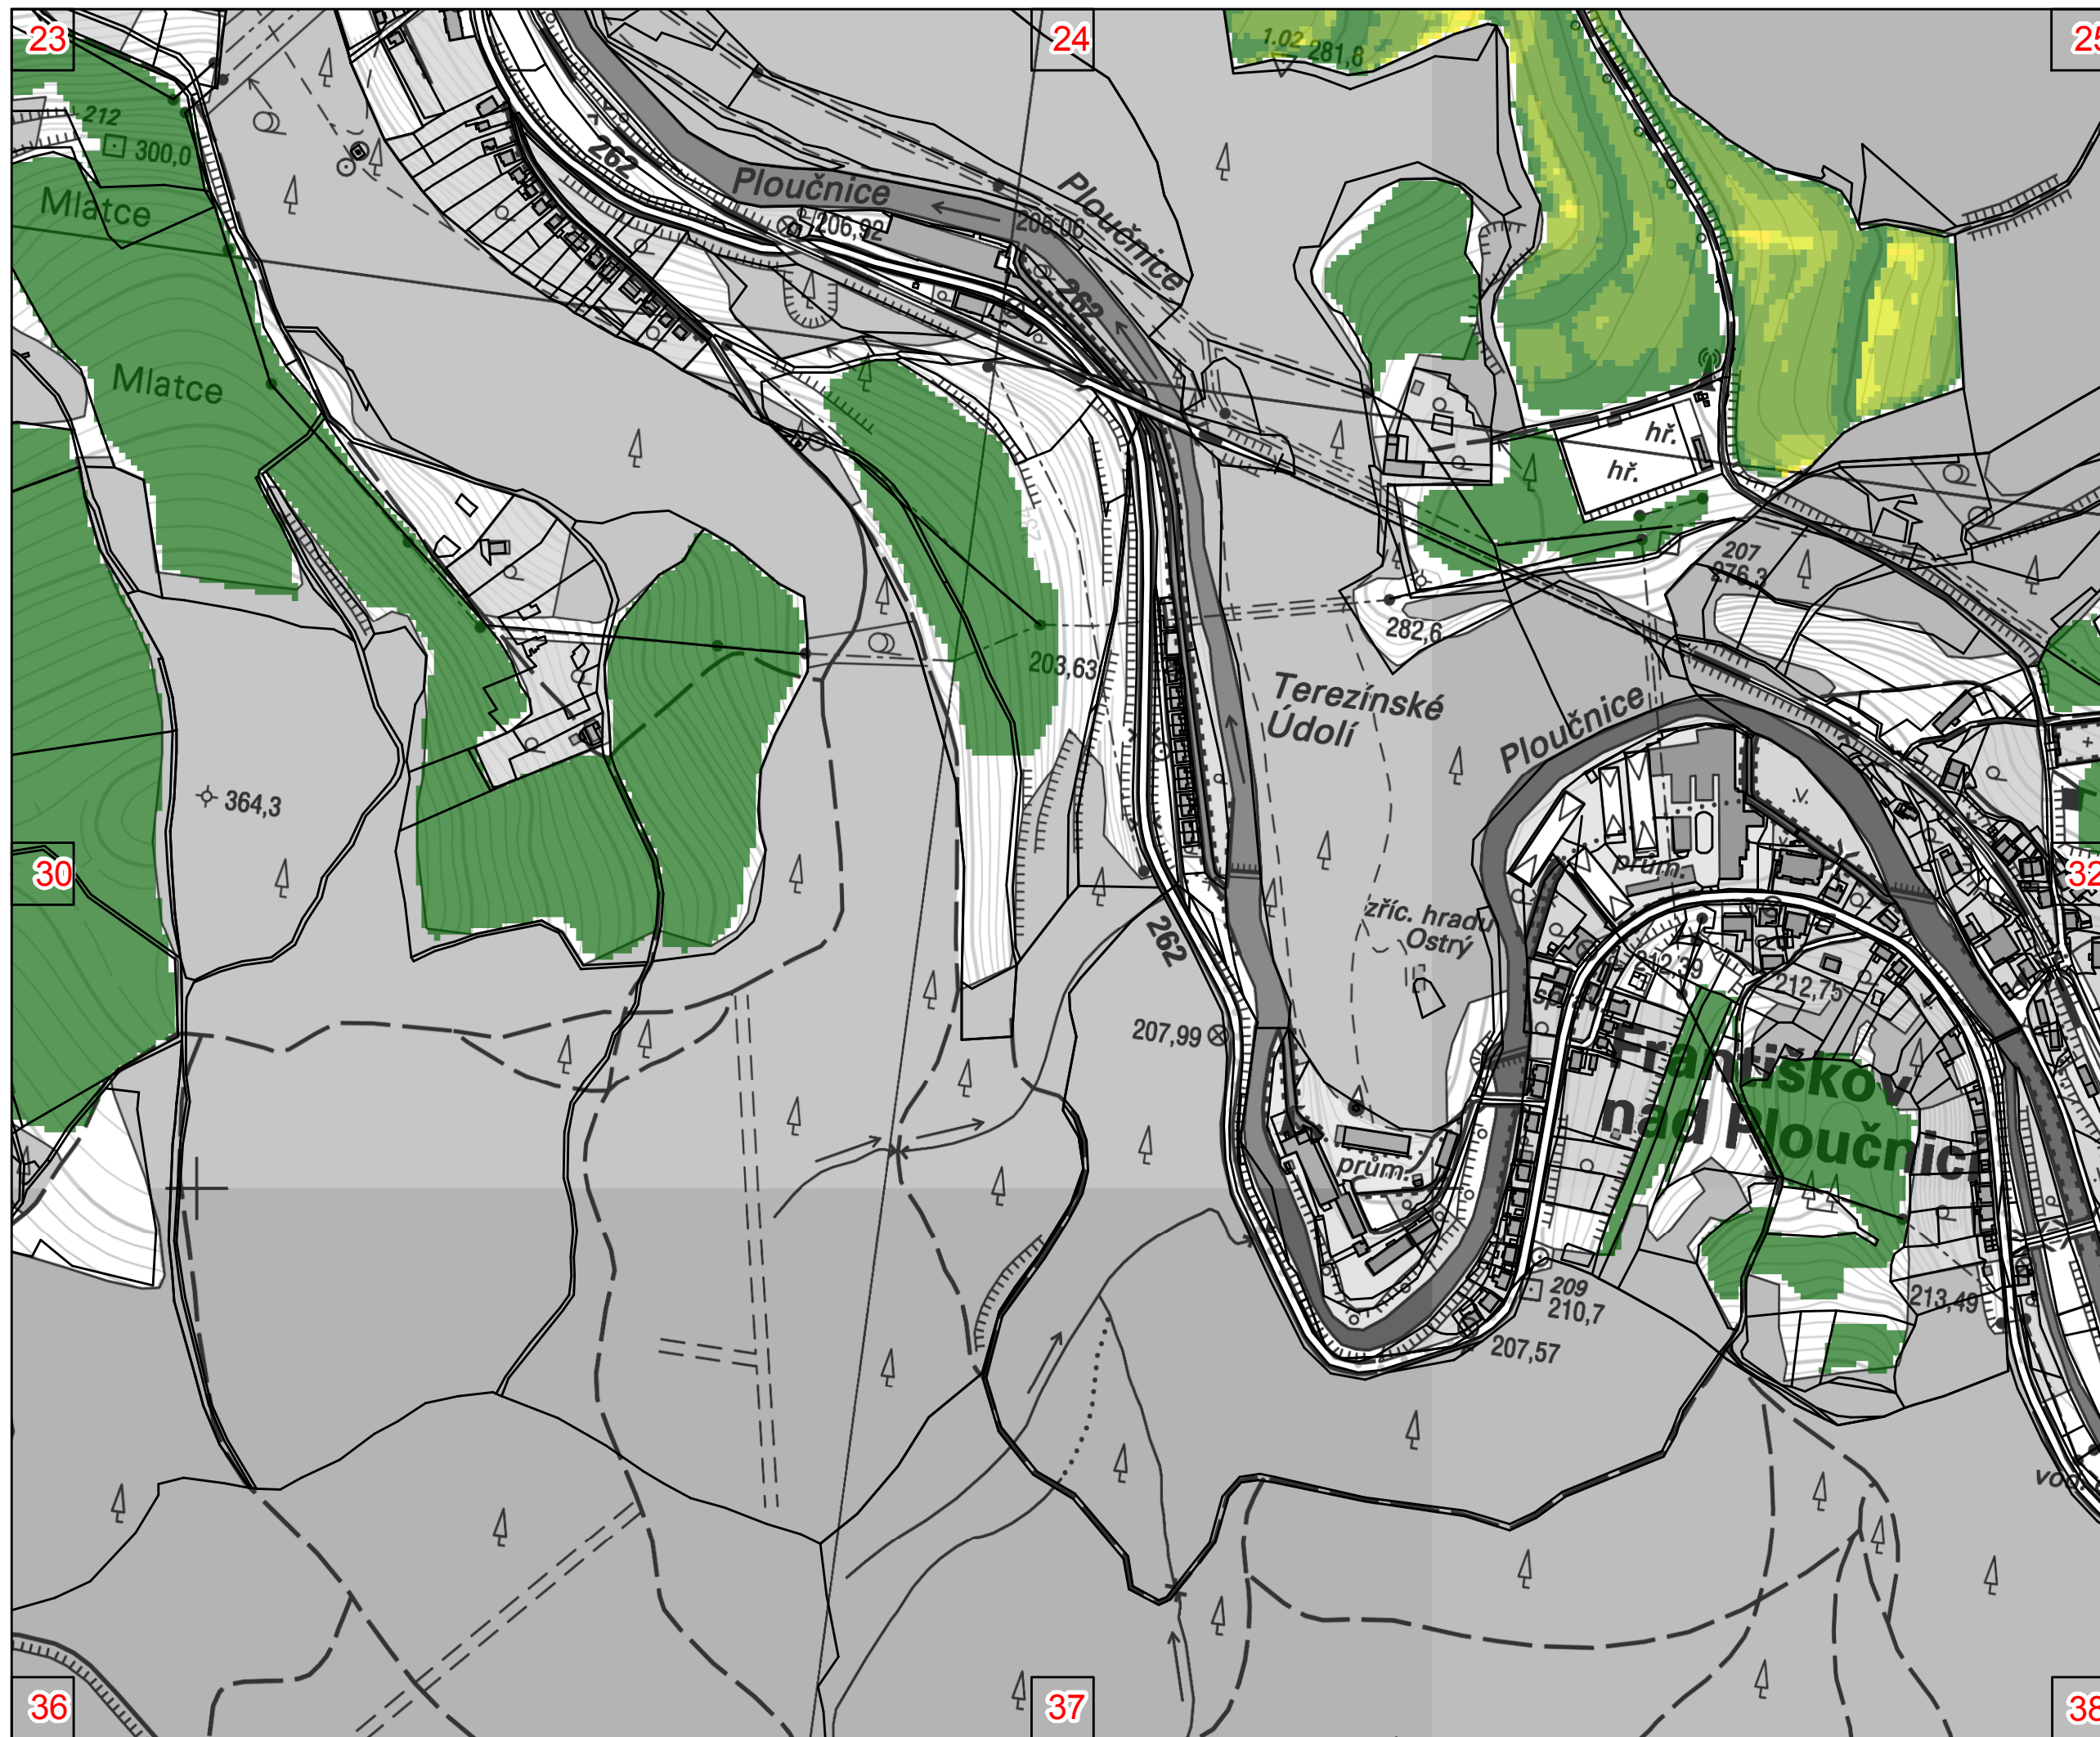 23
24
25
1.02 281,8
212
300,0
Mlatce
262
Ploučnice
206,92
205,06
Ploučnice
262
Mlatce
hř.
hř.
207
276,3
282,6
203,63
Terezínské
Údolí
Ploučnice
364,3
30
prům.
32
zříc. hradu
Ostrý
262
212,39
212,75
207,99
Františkov
nad Ploučnicí
prům.
209
210,7
213,49
207,57
vod.
36
37
38